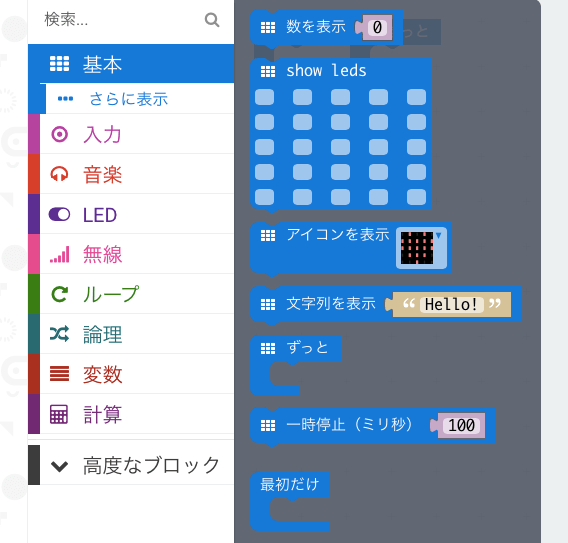 検索...
基本
さらに表示
入力
音楽
LED
無線
ループ
論理
変数
計算
高度なブロック
数を表示 0
っと
show leds
アイコンを表示
文字列を表示 “ Hello! ”
ずっと
一時停止（ミリ秒） 100
最初だけ